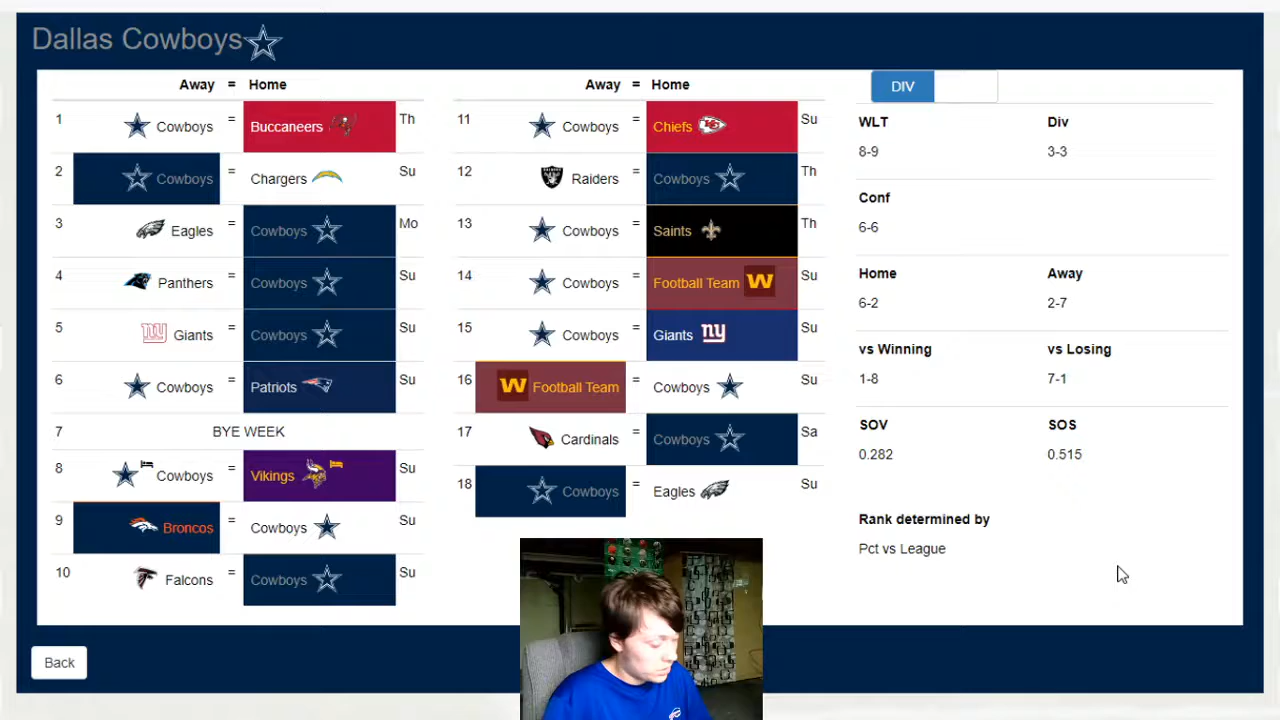 Dallas Cowboys
Away = Home
1 Cowboys = Buccaneers Th
2 Cowboys = Chargers Su
3 Eagles = Cowboys Mo
4 Panthers = Cowboys Su
5 Giants = Cowboys Su
6 Cowboys = Patriots Su
7 BYE WEEK
8 Cowboys = Vikings Su
9 Broncos = Cowboys Su
10 Falcons = Cowboys Su
Away = Home
11 Cowboys = Chiefs Su
12 Raiders = Cowboys Th
13 Cowboys = Saints Th
14 Cowboys = Football Team W Su
15 Cowboys = Giants ny Su
16 W Football Team = Cowboys Su
17 Cardinals = Cowboys Sa
18 Cowboys = Eagles Su
DIV
WLT Div
8-9 3-3
Conf
6-6
Home Away
6-2 2-7
vs Winning vs Losing
1-8 7-1
SOV SOS
0.282 0.515
Rank determined by
Pct vs League
Back